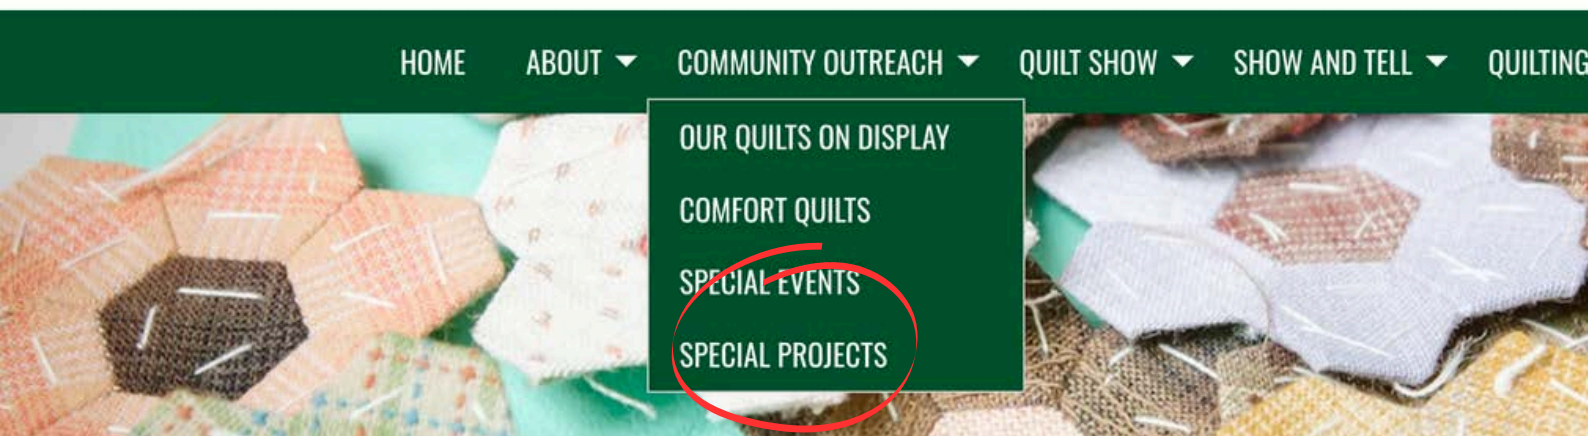 HOME ABOUT COMMUNITY OUTREACH QUILT SHOW SHOW AND TELL QUILTING
OUR QUILTS ON DISPLAY
COMFORT QUILTS
SPECIAL EVENTS
SPECIAL PROJECTS